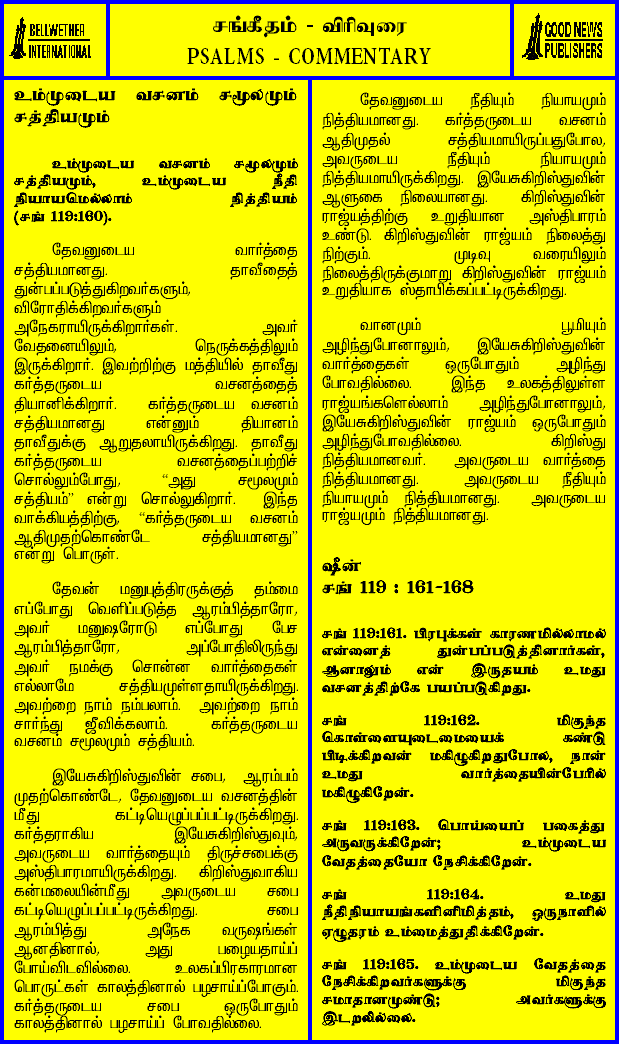 BELLWETHER
INTERNATIONAL
சங்கீதம் - விரிவுரை
PSALMS - COMMENTARY
GOOD NEWS
PUBLISHERS
உம்முடைய வசனம் சமூலமும்
சத்தியமும்
உம்முடைய வசனம் சமூலமும்
சத்தியமும், உம்முடைய நீதி
நியாயமெல்லாம் நித்தியம்
(சங் 119:160).
தேவனுடைய வார்த்தை
சத்தியமானது. தாவீதைத்
துன்பப்படுத்துகிறவர்களும்,
விரோதிக்கிறவர்களும்
அநேகராயிருக்கிறார்கள். அவர்
வேதனையிலும், நெருக்கத்திலும்
இருக்கிறார். இவற்றிற்கு மத்தியில் தாவீது
கர்த்தருடைய வசனத்தைத்
தியானிக்கிறார். கர்த்தருடைய வசனம்
சத்தியமானது என்னும் தியானம்
தாவீதுக்கு ஆறுதலாயிருக்கிறது. தாவீது
கர்த்தருடைய வசனத்தைப்பற்றிச்
சொல்லும்போது, “அது சமூலமும்
சத்தியம்” என்று சொல்லுகிறார். இந்த
வாக்கியத்திற்கு, “கர்த்தருடைய வசனம்
ஆதிமுதற்கொண்டே சத்தியமானது”
என்று பொருள்.
தேவன் மனுபுத்திரருக்குத் தம்மை
எப்போது வெளிப்படுத்த ஆரம்பித்தாரோ,
அவர் மனுஷரோடு எப்போது பேச
ஆரம்பித்தாரோ, அப்போதிலிருந்து
அவர் நமக்கு சொன்ன வார்த்தைகள்
எல்லாமே சத்தியமுள்ளதாயிருக்கிறது.
அவற்றை நாம் நம்பலாம். அவற்றை நாம்
சார்ந்து ஜீவிக்கலாம். கர்த்தருடைய
வசனம் சமூலமும் சத்தியம்.
இயேசுகிறிஸ்துவின் சபை, ஆரம்பம்
முதற்கொண்டே, தேவனுடைய வசனத்தின்
மீது கட்டியெழுப்பப்பட்டிருக்கிறது.
கர்த்தராகிய இயேசுகிறிஸ்துவும்,
அவருடைய வார்த்தையும் திருச்சபைக்கு
அஸ்திபாரமாயிருக்கிறது. கிறிஸ்துவாகிய
கன்மலையின்மீது அவருடைய சபை
கட்டியெழுப்பப்பட்டிருக்கிறது. சபை
ஆரம்பித்து அநேக வருஷங்கள்
ஆனதினால், அது பழையதாய்ப்
போய்விடவில்லை. உலகப்பிரகாரமான
பொருட்கள் காலத்தினால் பழசாய்ப்போகும்.
கர்த்தருடைய சபை ஒருபோதும்
காலத்தினால் பழசாய்ப் போவதில்லை.
தேவனுடைய நீதியும் நியாயமும்
நித்தியமானது. கர்த்தருடைய வசனம்
ஆதிமுதல் சத்தியமாயிருப்பதுபோல,
அவருடைய நீதியும் நியாயமும்
நித்தியமாயிருக்கிறது. இயேசுகிறிஸ்துவின்
ஆளுகை நிலையானது. கிறிஸ்துவின்
ராஜ்யத்திற்கு உறுதியான அஸ்திபாரம்
உண்டு. கிறிஸ்துவின் ராஜ்யம் நிலைத்து
நிற்கும். முடிவு வரையிலும்
நிலைத்திருக்குமாறு கிறிஸ்துவின் ராஜ்யம்
உறுதியாக ஸ்தாபிக்கப்பட்டிருக்கிறது.
வானமும் பூமியும்
அழிந்துபோனாலும், இயேசுகிறிஸ்துவின்
வார்த்தைகள் ஒருபோதும் அழிந்து
போவதில்லை. இந்த உலகத்திலுள்ள
ராஜ்யங்களெல்லாம் அழிந்துபோனாலும்,
இயேசுகிறிஸ்துவின் ராஜ்யம் ஒருபோதும்
அழிந்துபோவதில்லை. கிறிஸ்து
நித்தியமானவர். அவருடைய வார்த்தை
நித்தியமானது. அவருடைய நீதியும்
நியாயமும் நித்தியமானது. அவருடைய
ராஜ்யமும் நித்தியமானது.
ஷீன்
சங் 119 : 161-168
சங் 119:161. பிரபுக்கள் காரணமில்லாமல்
என்னைத் துன்பப்படுத்தினார்கள்,
ஆனாலும் என் இருதயம் உமது
வசனத்திற்கே பயப்படுகிறது.
சங் 119:162. மிகுந்த
கொள்ளையுடைமையைக் கண்டு
பிடிக்கிறவன் மகிழுகிறதுபோல, நான்
உமது வார்த்தையின்பேரில்
மகிழுகிறேன்.
சங் 119:163. பொய்யைப் பகைத்து
அருவருக்கிறேன்; உம்முடைய
வேதத்தையோ நேசிக்கிறேன்.
சங் 119:164. உமது
நீதிநியாயங்களினிமித்தம், ஒருநாளில்
ஏழுதரம் உம்மைத்துதிக்கிறேன்.
சங் 119:165. உம்முடைய வேதத்தை
நேசிக்கிறவர்களுக்கு மிகுந்த
சமாதானமுண்டு; அவர்களுக்கு
இடறலில்லை.